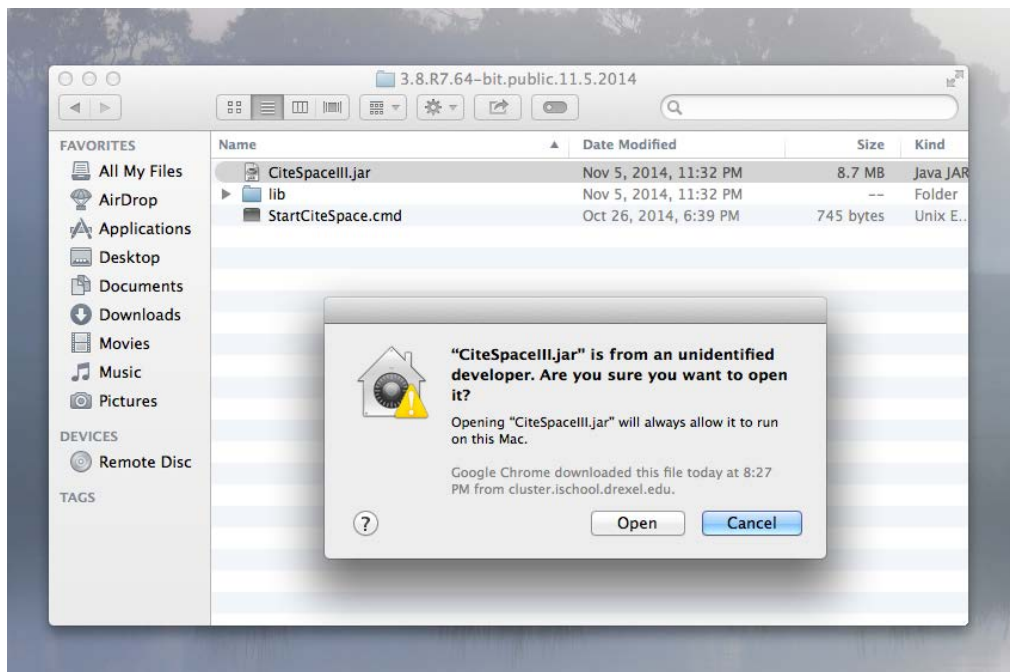 3.8.R7.64-bit.public.11.5.2014
FAVORITES
All My Files
AirDrop
Applications
Desktop
Documents
Downloads
Movies
Music
Pictures
DEVICES
Remote Disc
TAGS
Name Date Modified Size Kind
CiteSpaceIII.jar Nov 5, 2014, 11:32 PM 8.7 MB Java JAR
lib Nov 5, 2014, 11:32 PM -- Folder
StartCiteSpace.cmd Oct 26, 2014, 6:39 PM 745 bytes Unix E...
“CiteSpaceIII.jar” is from an unidentified
developer. Are you sure you want to open
it?
Opening “CiteSpaceIII.jar” will always allow it to run
on this Mac.
Google Chrome downloaded this file today at 8:27
PM from cluster.ischool.drexel.edu.
? Open Cancel